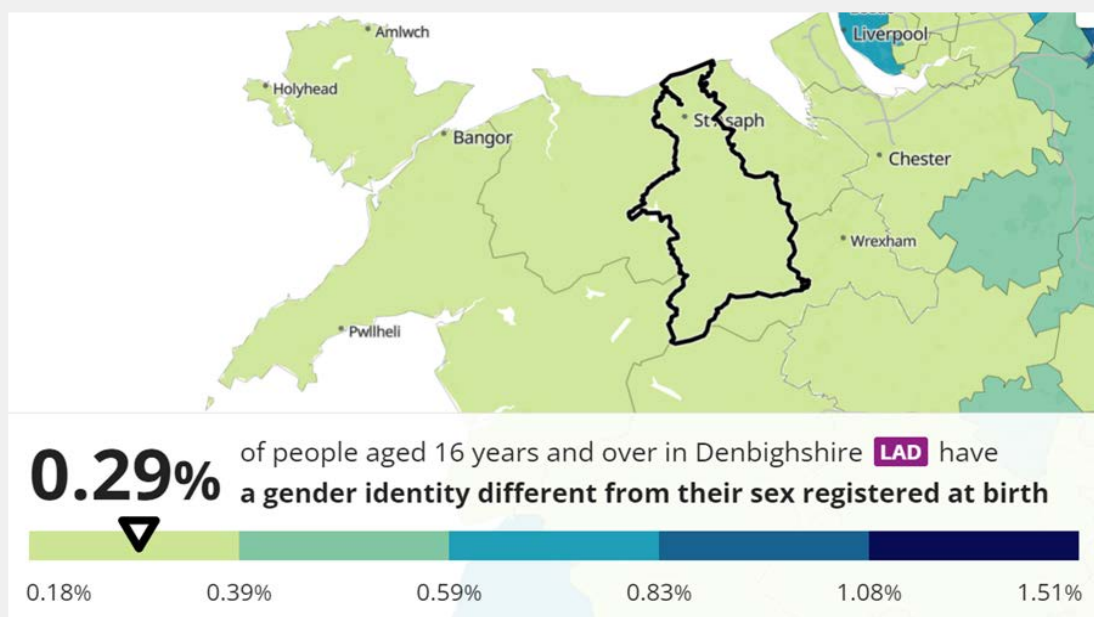 Amlwch
Liverpool
Holyhead
St Asaph
Bangor
Chester
Wrexham
Pwllheli
0.29%
of people aged 16 years and over in Denbighshire LAD have
a gender identity different from their sex registered at birth
0.18% 0.39% 0.59% 0.83% 1.08% 1.51%